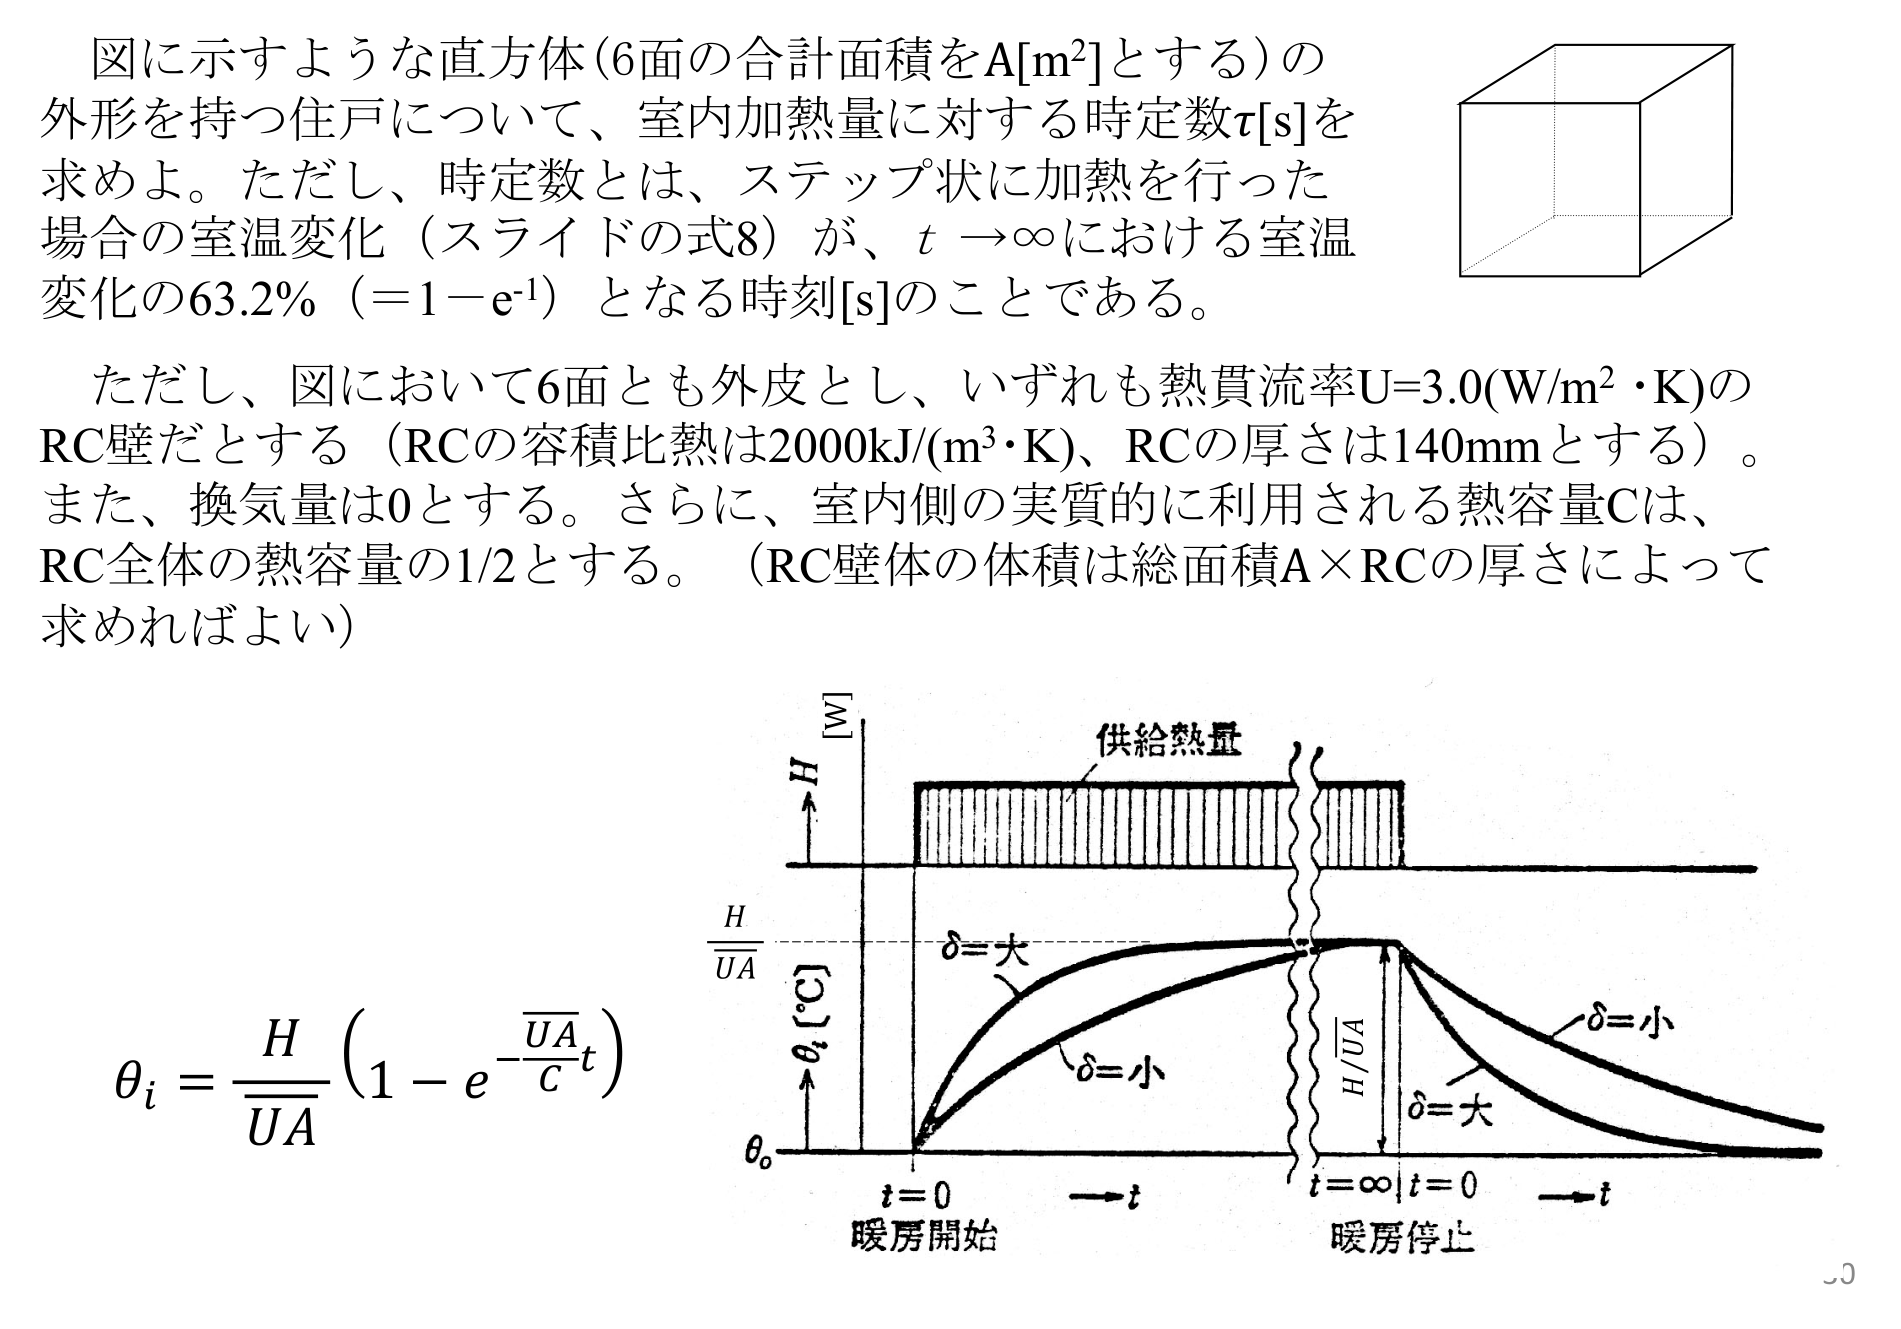 図に示すような直方体(6面の合計面積をA[m²]とする)の
外形を持つ住戸について、室内加熱量に対する時定数τ[s]を
求めよ。ただし、時定数とは、ステップ状に加熱を行った
場合の室温変化（スライドの式8）が、t →∞における室温
変化の63.2%（＝1－e⁻¹）となる時刻[s]のことである。
ただし、図において6面とも外皮とし、いずれも熱貫流率U=3.0(W/m²・K)の
RC壁だとする（RCの容積比熱は2000kJ/(m³･K)、RCの厚さは140mmとする）。
また、換気量は0とする。さらに、室内側の実質的に利用される熱容量Cは、
RC全体の熱容量の1/2とする。（RC壁体の体積は総面積A×RCの厚さによって
求めればよい）
[W]
H
供給熱量
H/UA̅
δ=大
θi [℃]
δ=小
H/UA̅
δ=小
δ=大
θo
t=0
→t
t=∞
t=0
→t
暖房開始
暖房停止
θi = H/UA̅ (1 − e^(−UA̅/C t))